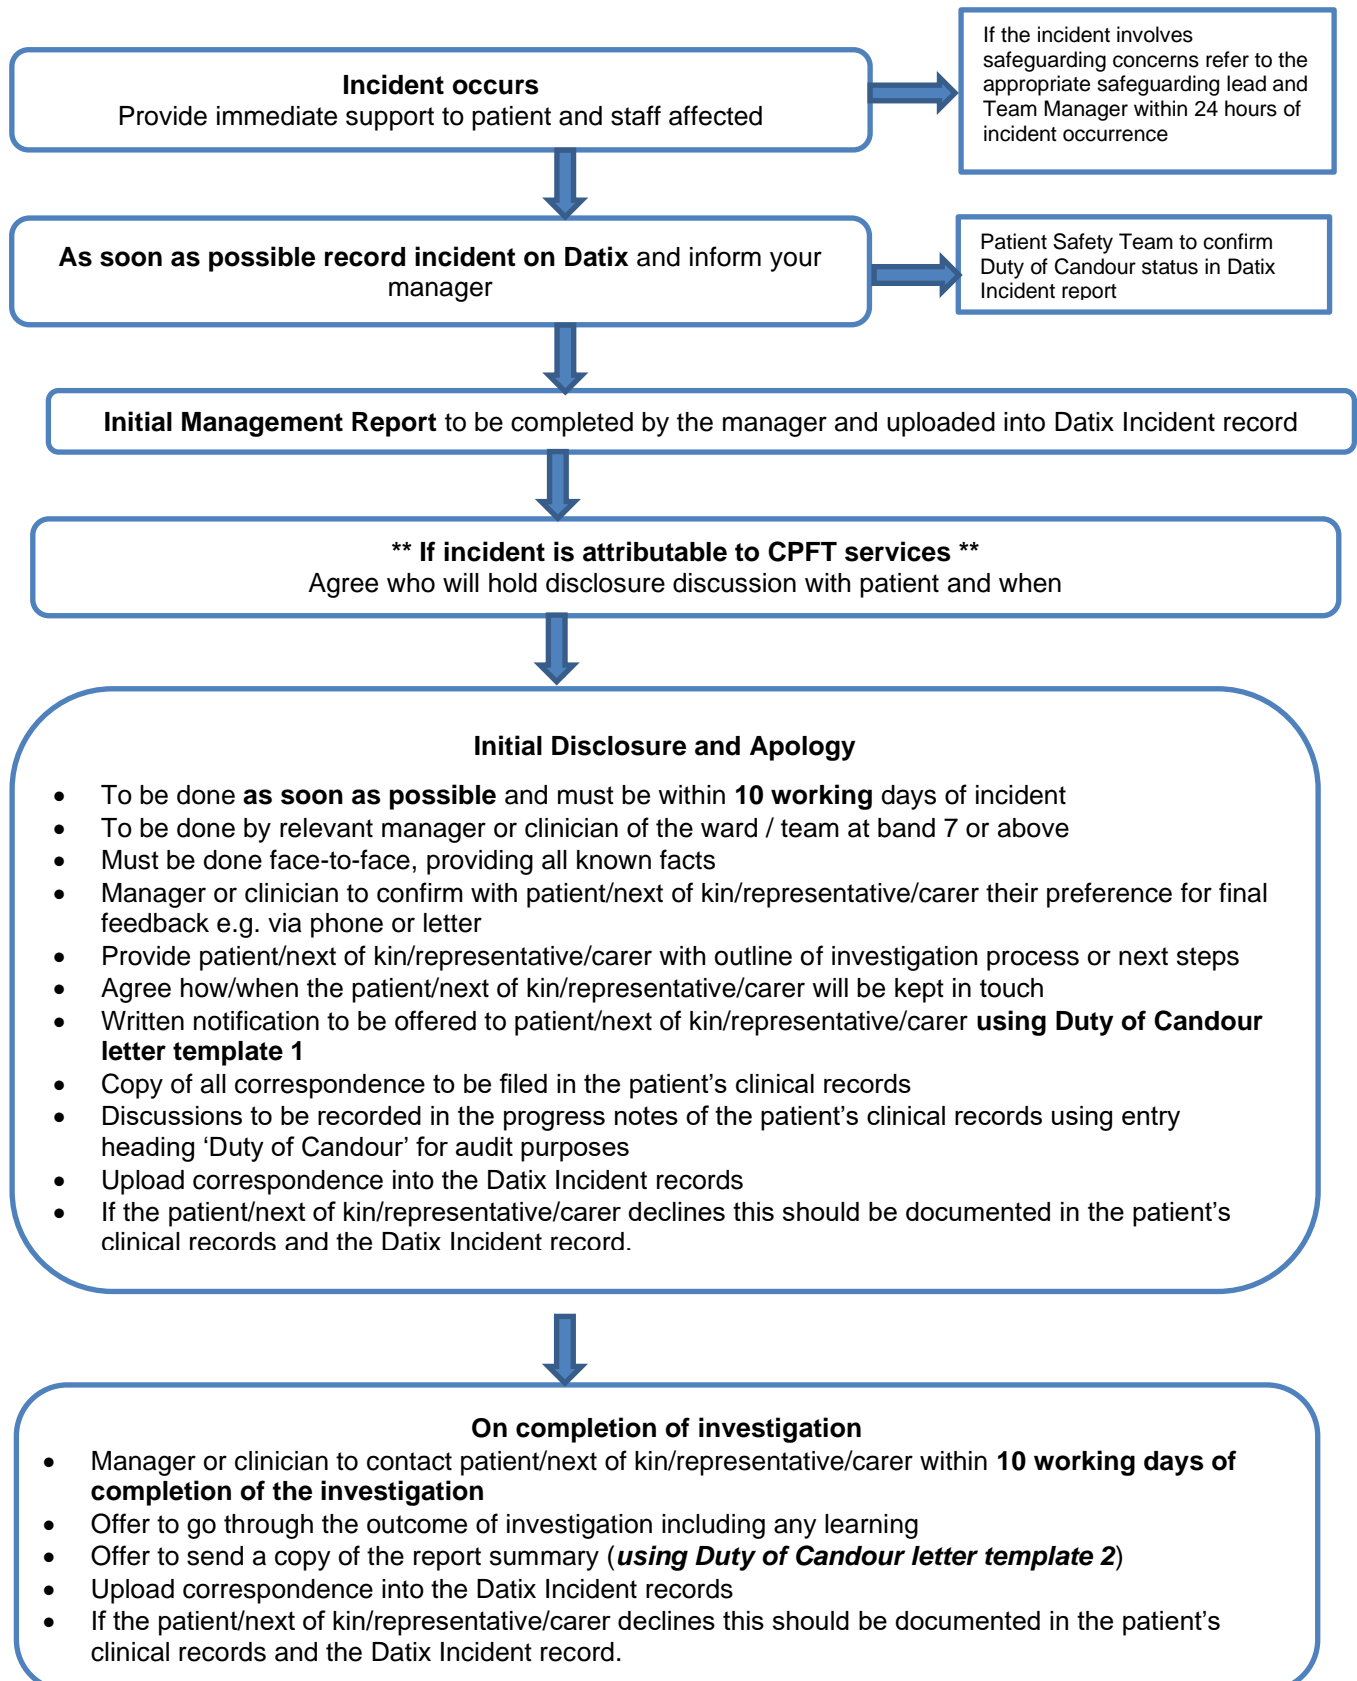 Incident occurs
Provide immediate support to patient and staff affected
If the incident involves
safeguarding concerns refer to the
appropriate safeguarding lead and
Team Manager within 24 hours of
incident occurrence
As soon as possible record incident on Datix and inform your
manager
Patient Safety Team to confirm
Duty of Candour status in Datix
Incident report
Initial Management Report to be completed by the manager and uploaded into Datix Incident record
** If incident is attributable to CPFT services **
Agree who will hold disclosure discussion with patient and when
Initial Disclosure and Apology
• To be done as soon as possible and must be within 10 working days of incident
• To be done by relevant manager or clinician of the ward / team at band 7 or above
• Must be done face-to-face, providing all known facts
• Manager or clinician to confirm with patient/next of kin/representative/carer their preference for final
feedback e.g. via phone or letter
• Provide patient/next of kin/representative/carer with outline of investigation process or next steps
• Agree how/when the patient/next of kin/representative/carer will be kept in touch
• Written notification to be offered to patient/next of kin/representative/carer using Duty of Candour
letter template 1
• Copy of all correspondence to be filed in the patient’s clinical records
• Discussions to be recorded in the progress notes of the patient’s clinical records using entry
heading ‘Duty of Candour’ for audit purposes
• Upload correspondence into the Datix Incident records
• If the patient/next of kin/representative/carer declines this should be documented in the patient’s
clinical records and the Datix Incident record.
On completion of investigation
• Manager or clinician to contact patient/next of kin/representative/carer within 10 working days of
completion of the investigation
• Offer to go through the outcome of investigation including any learning
• Offer to send a copy of the report summary (using Duty of Candour letter template 2)
• Upload correspondence into the Datix Incident records
• If the patient/next of kin/representative/carer declines this should be documented in the patient’s
clinical records and the Datix Incident record.